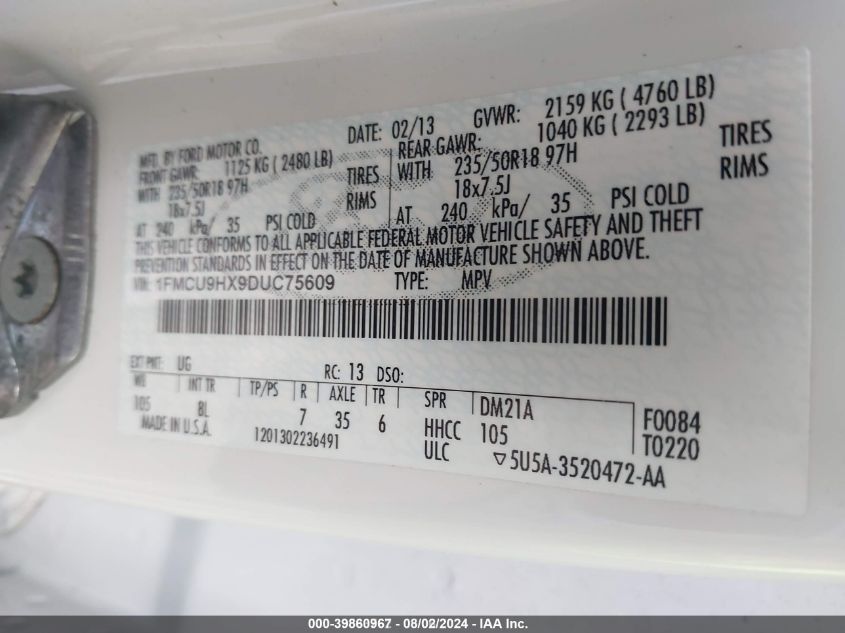 MFD. BY FORD MOTOR CO. DATE: 02/13 GVWR: 2159 KG ( 4760 LB)
FRONT GAWR: 1125 KG ( 2480 LB) REAR GAWR: 1040 KG ( 2293 LB)
WITH 235/50R18 97H TIRES WITH 235/50R18 97H TIRES
18x7.5J RIMS 18x7.5J RIMS
AT 240 kPa/ 35 PSI COLD AT 240 kPa/ 35 PSI COLD
THIS VEHICLE CONFORMS TO ALL APPLICABLE FEDERAL MOTOR VEHICLE SAFETY AND THEFT
PREVENTION STANDARDS IN EFFECT ON THE DATE OF MANUFACTURE SHOWN ABOVE.
VIN: 1FMCU9HX9DUC75609 TYPE: MPV
EXT PNT: UG RC: 13 DSO:
WB INT TR TP/PS R AXLE TR SPR DM21A F0084
105 BL 7 35 6 HHCC 105 T0220
MADE IN U.S.A. 1201302236491 ULC ▽5U5A-3520472-AA
000-39860967 - 08/02/2024 - IAA Inc.